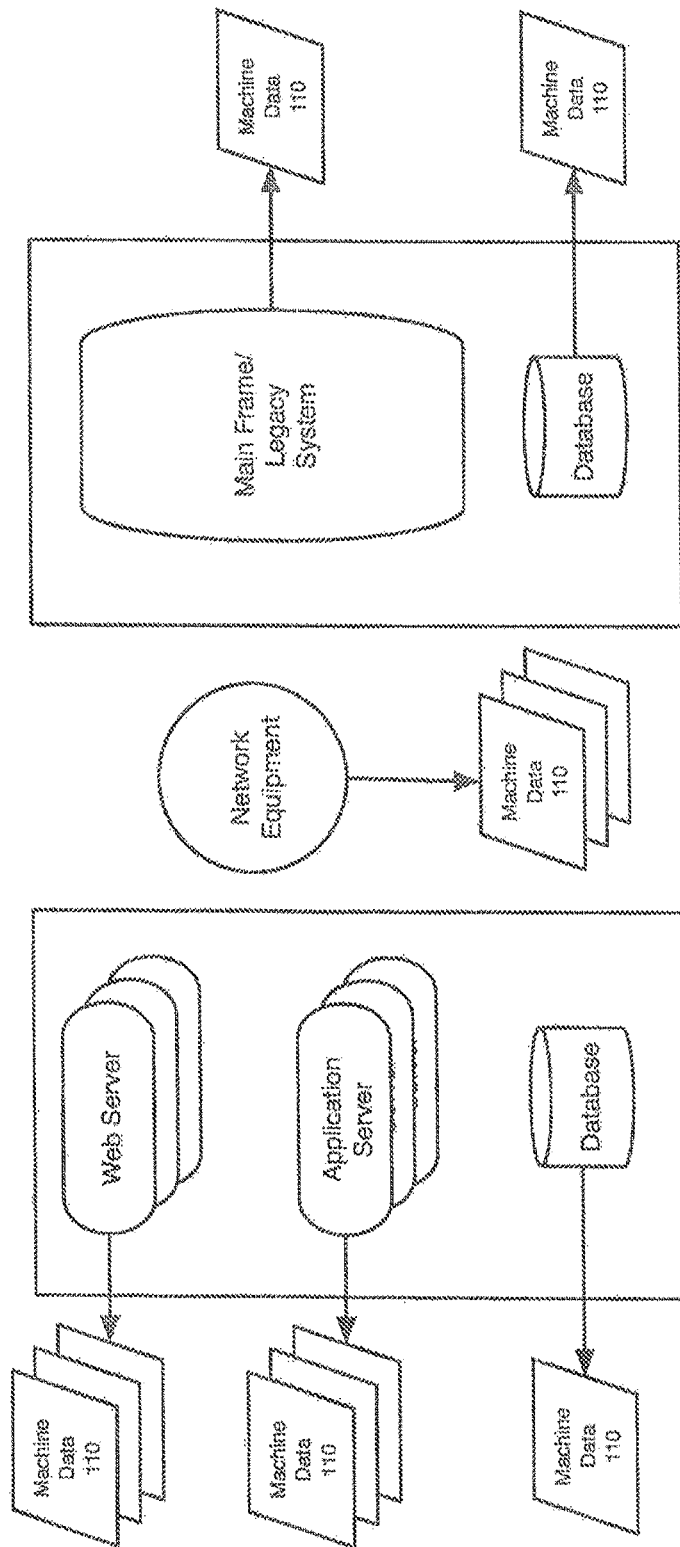 Machine
Data
110
Web Server
Machine
Data
110
Application
Server
Network
Equipment
Main Frame/
Legacy
System
Machine
Data
110
Machine
Data
110
Database
Machine
Data
110
Database
Machine
Data
110